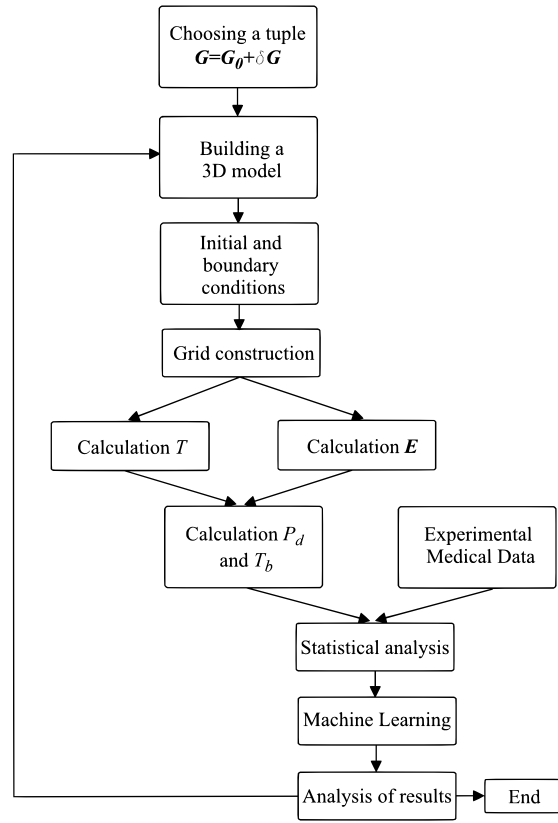 Choosing a tuple
G=G0+δG
Building a
3D model
Initial and
boundary
conditions
Grid construction
Calculation T
Calculation E
Calculation Pd
and Tb
Experimental
Medical Data
Statistical analysis
Machine Learning
Analysis of results
End